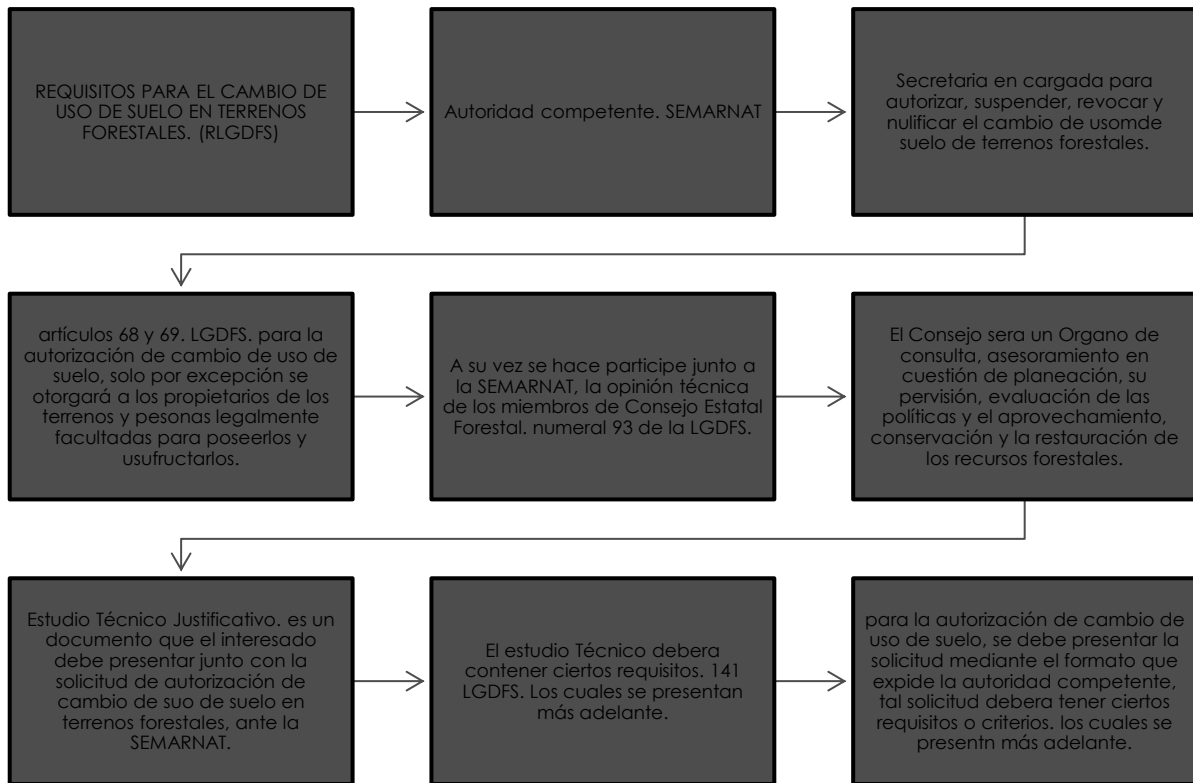 REQUISITOS PARA EL CAMBIO DE
USO DE SUELO EN TERRENOS
FORESTALES. (RLGDFS)
Autoridad competente. SEMARNAT
Secretaria en cargada para
autorizar, suspender, revocar y
nulificar el cambio de usomde
suelo de terrenos forestales.
artículos 68 y 69. LGDFS. para la
autorización de cambio de uso de
suelo, solo por excepción se
otorgará a los propietarios de los
terrenos y pesonas legalmente
facultadas para poseerlos y
usufructarlos.
A su vez se hace participe junto a
la SEMARNAT, la opinión técnica
de los miembros de Consejo Estatal
Forestal. numeral 93 de la LGDFS.
El Consejo sera un Organo de
consulta, asesoramiento en
cuestión de planeación, su
pervisión, evaluación de las
políticas y el aprovechamiento,
conservación y la restauración de
los recursos forestales.
Estudio Técnico Justificativo. es un
documento que el interesado
debe presentar junto con la
solicitud de autorización de
cambio de suo de suelo en
terrenos forestales, ante la
SEMARNAT.
El estudio Técnico debera
contener ciertos requisitos. 141
LGDFS. Los cuales se presentan
más adelante.
para la autorización de cambio de
uso de suelo, se debe presentar la
solicitud mediante el formato que
expide la autoridad competente,
tal solicitud debera tener ciertos
requisitos o criterios. los cuales se
presentn más adelante.